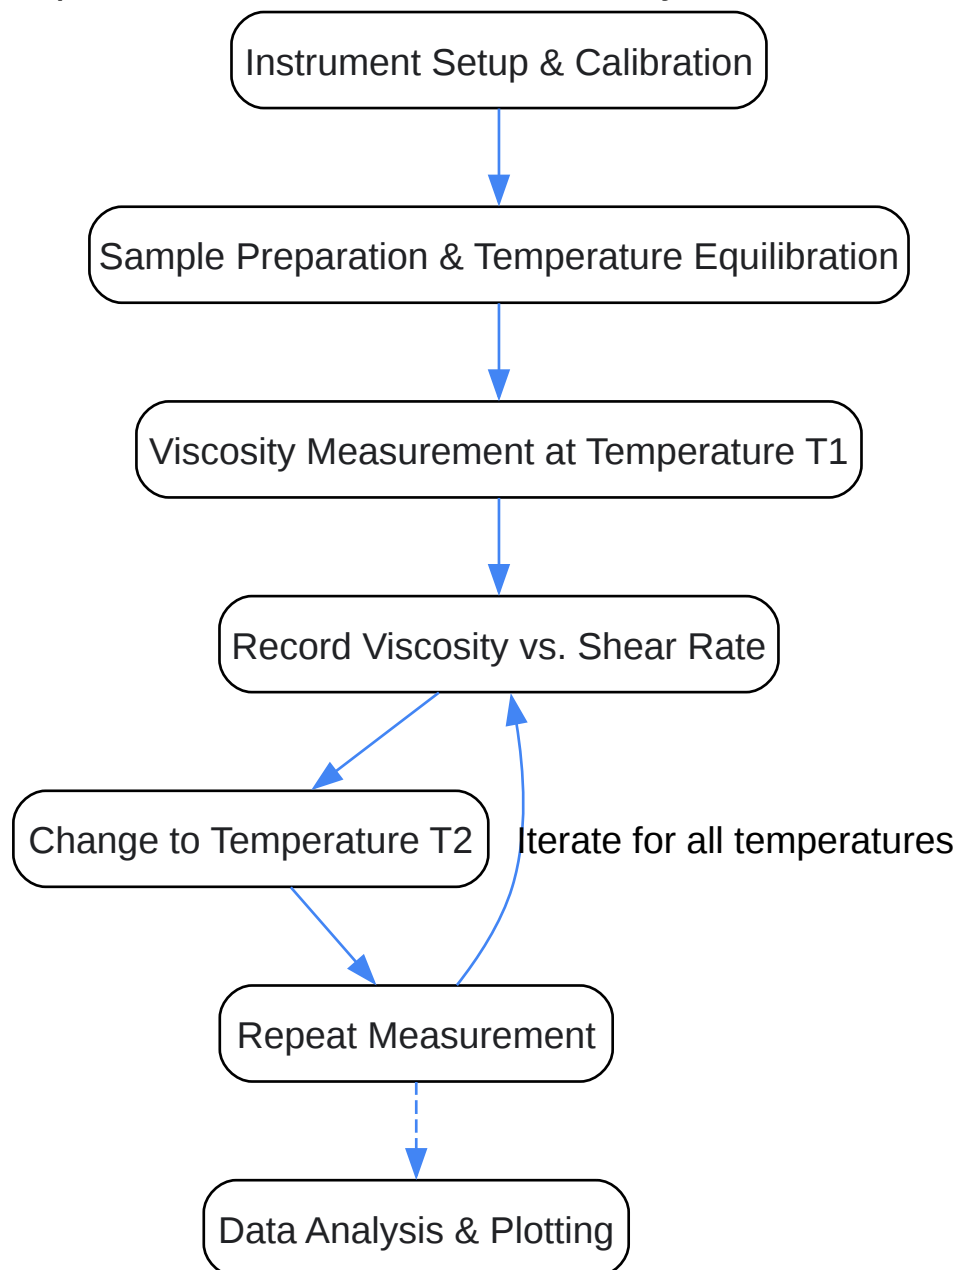 Instrument Setup & Calibration
Sample Preparation & Temperature Equilibration
Viscosity Measurement at Temperature T1
Record Viscosity vs. Shear Rate
Change to Temperature T2
Iterate for all temperatures
Repeat Measurement
Data Analysis & Plotting